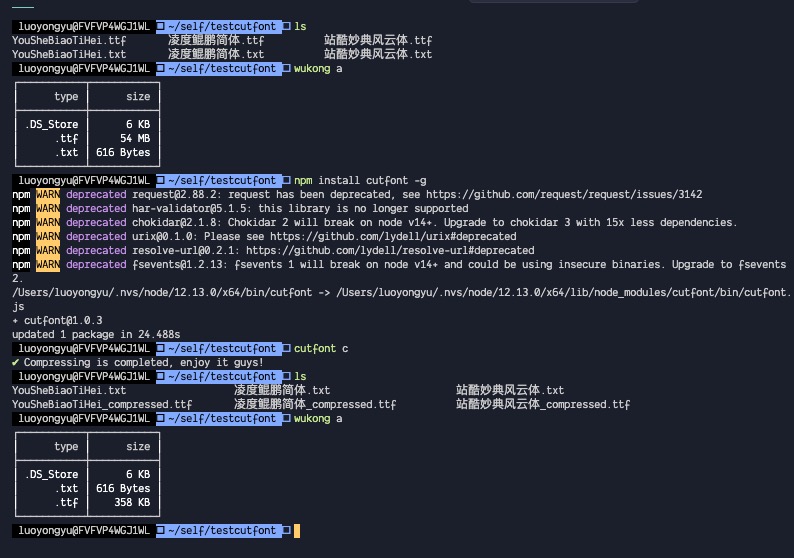 luoyongyu@FVFVP4WGJ1WL ~/self/testcutfont ls
YouSheBiaoTiHei.ttf 凌度鲲鹏简体.ttf 站酷妙典风云体.ttf
YouSheBiaoTiHei.txt 凌度鲲鹏简体.txt 站酷妙典风云体.txt
luoyongyu@FVFVP4WGJ1WL ~/self/testcutfont wukong a
type size
.DS_Store 6 KB
.ttf 54 MB
.txt 616 Bytes
luoyongyu@FVFVP4WGJ1WL ~/self/testcutfont npm install cutfont -g
npm WARN deprecated request@2.88.2: request has been deprecated, see https://github.com/request/request/issues/3142
npm WARN deprecated har-validator@5.1.5: this library is no longer supported
npm WARN deprecated chokidar@2.1.8: Chokidar 2 will break on node v14+. Upgrade to chokidar 3 with 15x less dependencies.
npm WARN deprecated urix@0.1.0: Please see https://github.com/lydell/urix#deprecated
npm WARN deprecated resolve-url@0.2.1: https://github.com/lydell/resolve-url#deprecated
npm WARN deprecated fsevents@1.2.13: fsevents 1 will break on node v14+ and could be using insecure binaries. Upgrade to fsevents
2.
/Users/luoyongyu/.nvs/node/12.13.0/x64/bin/cutfont -> /Users/luoyongyu/.nvs/node/12.13.0/x64/lib/node_modules/cutfont/bin/cutfont.
js
+ cutfont@1.0.3
updated 1 package in 24.488s
luoyongyu@FVFVP4WGJ1WL ~/self/testcutfont cutfont c
✔ Compressing is completed, enjoy it guys!
luoyongyu@FVFVP4WGJ1WL ~/self/testcutfont ls
YouSheBiaoTiHei.txt 凌度鲲鹏简体.txt 站酷妙典风云体.txt
YouSheBiaoTiHei_compressed.ttf 凌度鲲鹏简体_compressed.ttf 站酷妙典风云体_compressed.ttf
luoyongyu@FVFVP4WGJ1WL ~/self/testcutfont wukong a
type size
.DS_Store 6 KB
.txt 616 Bytes
.ttf 358 KB
luoyongyu@FVFVP4WGJ1WL ~/self/testcutfont